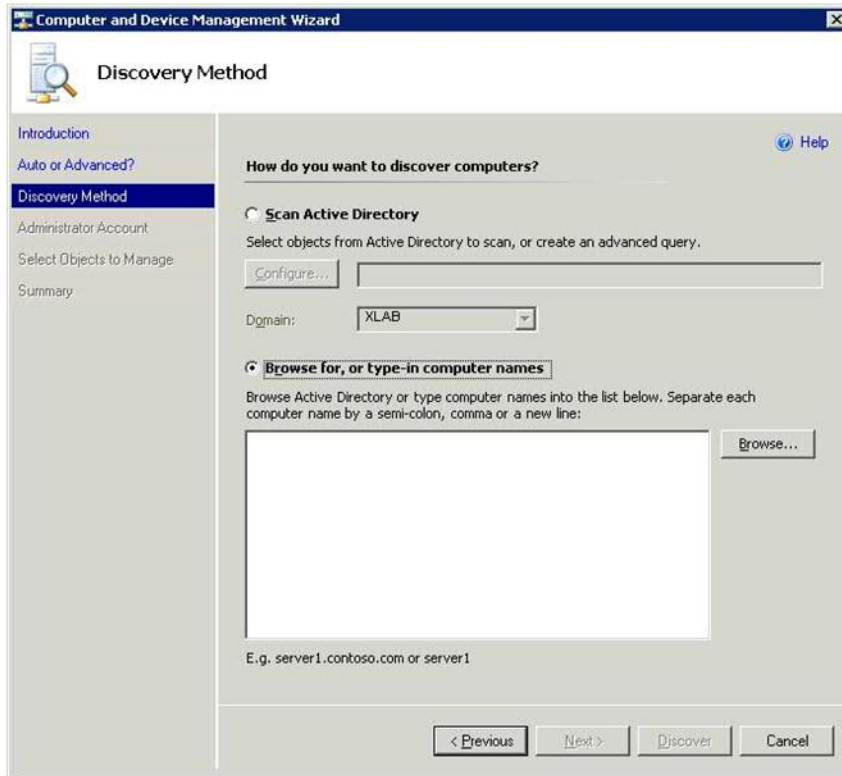 Computer and Device Management Wizard
Discovery Method
Introduction
Auto or Advanced?
Discovery Method
Administrator Account
Select Objects to Manage
Summary
Help
How do you want to discover computers?
Scan Active Directory
Select objects from Active Directory to scan, or create an advanced query.
Configure...
Domain: XLAB
Browse for, or type-in computer names
Browse Active Directory or type computer names into the list below. Separate each
computer name by a semi-colon, comma or a new line:
Browse...
E.g. server1.contoso.com or server1
< Previous Next > Discover Cancel